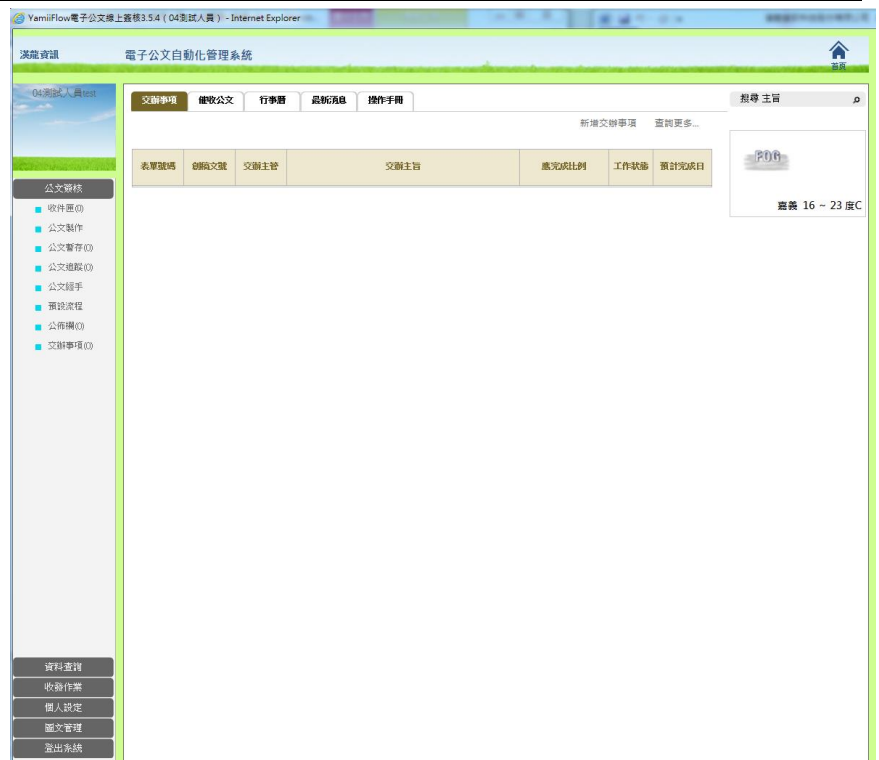 YamiiFlow電子公文線上簽核3.5.4 ( 04測試人員 ) - Internet Explorer
漢龍資訊
電子公文自動化管理系統
首頁
04測試人員test
交辦事項
催收公文
行事曆
最新消息
操作手冊
搜尋 主旨
新增交辦事項
查詢更多...
表單號碼
創稿文號
交辦主管
交辦主旨
應完成比例
工作狀態
預計完成日
FOG
嘉義 16 ~ 23 度C
公文簽核
收件匣(0)
公文製作
公文暫存(0)
公文追蹤(0)
公文經手
預設流程
公佈欄(0)
交辦事項(0)
資料查詢
收發作業
個人設定
圖文管理
登出系統